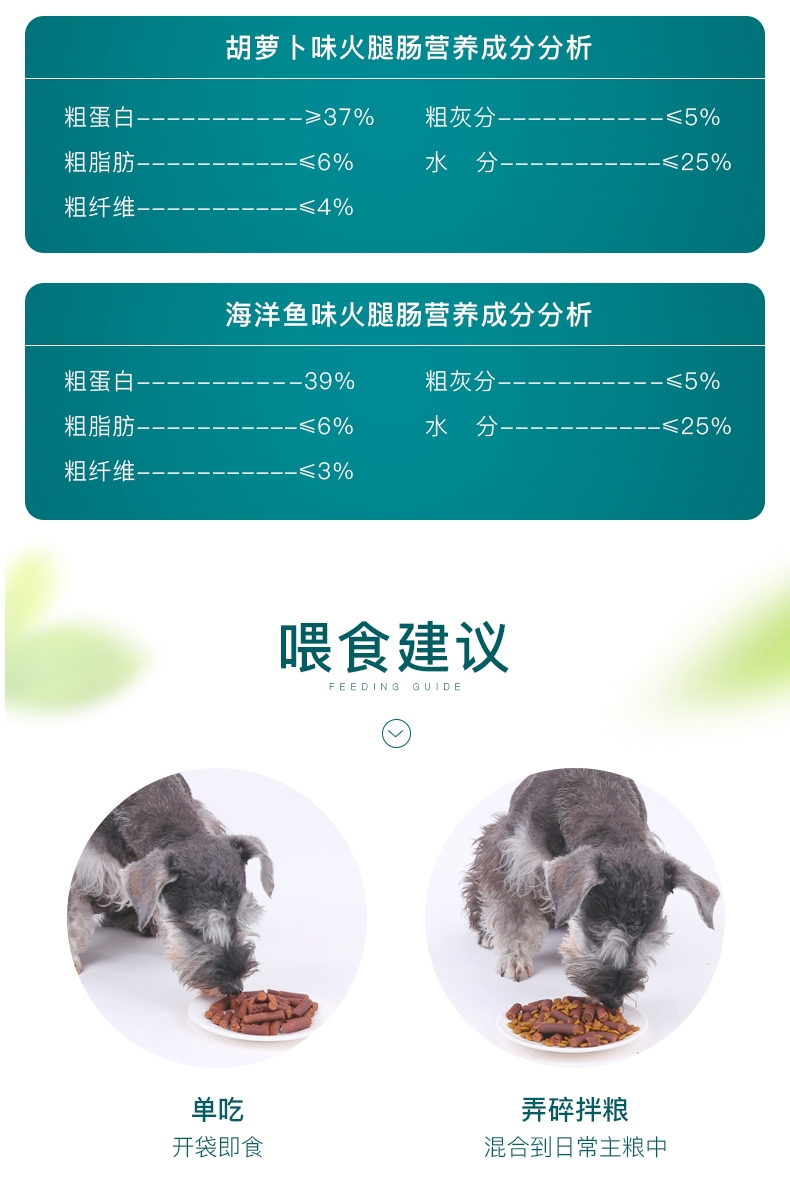 胡萝卜味火腿肠营养成分分析
粗蛋白−−−−−−−−−−−⩾37% 粗灰分−−−−−−−−−−−⩽5%
粗脂肪−−−−−−−−−−−⩽6% 水 分−−−−−−−−−−−⩽25%
粗纤维−−−−−−−−−−−⩽4%
海洋鱼味火腿肠营养成分分析
粗蛋白−−−−−−−−−−−39% 粗灰分−−−−−−−−−−−⩽5%
粗脂肪−−−−−−−−−−−⩽6% 水 分−−−−−−−−−−−⩽25%
粗纤维−−−−−−−−−−−⩽3%
喂食建议
FEEDING GUIDE
单吃 弄碎拌粮
开袋即食 混合到日常主粮中